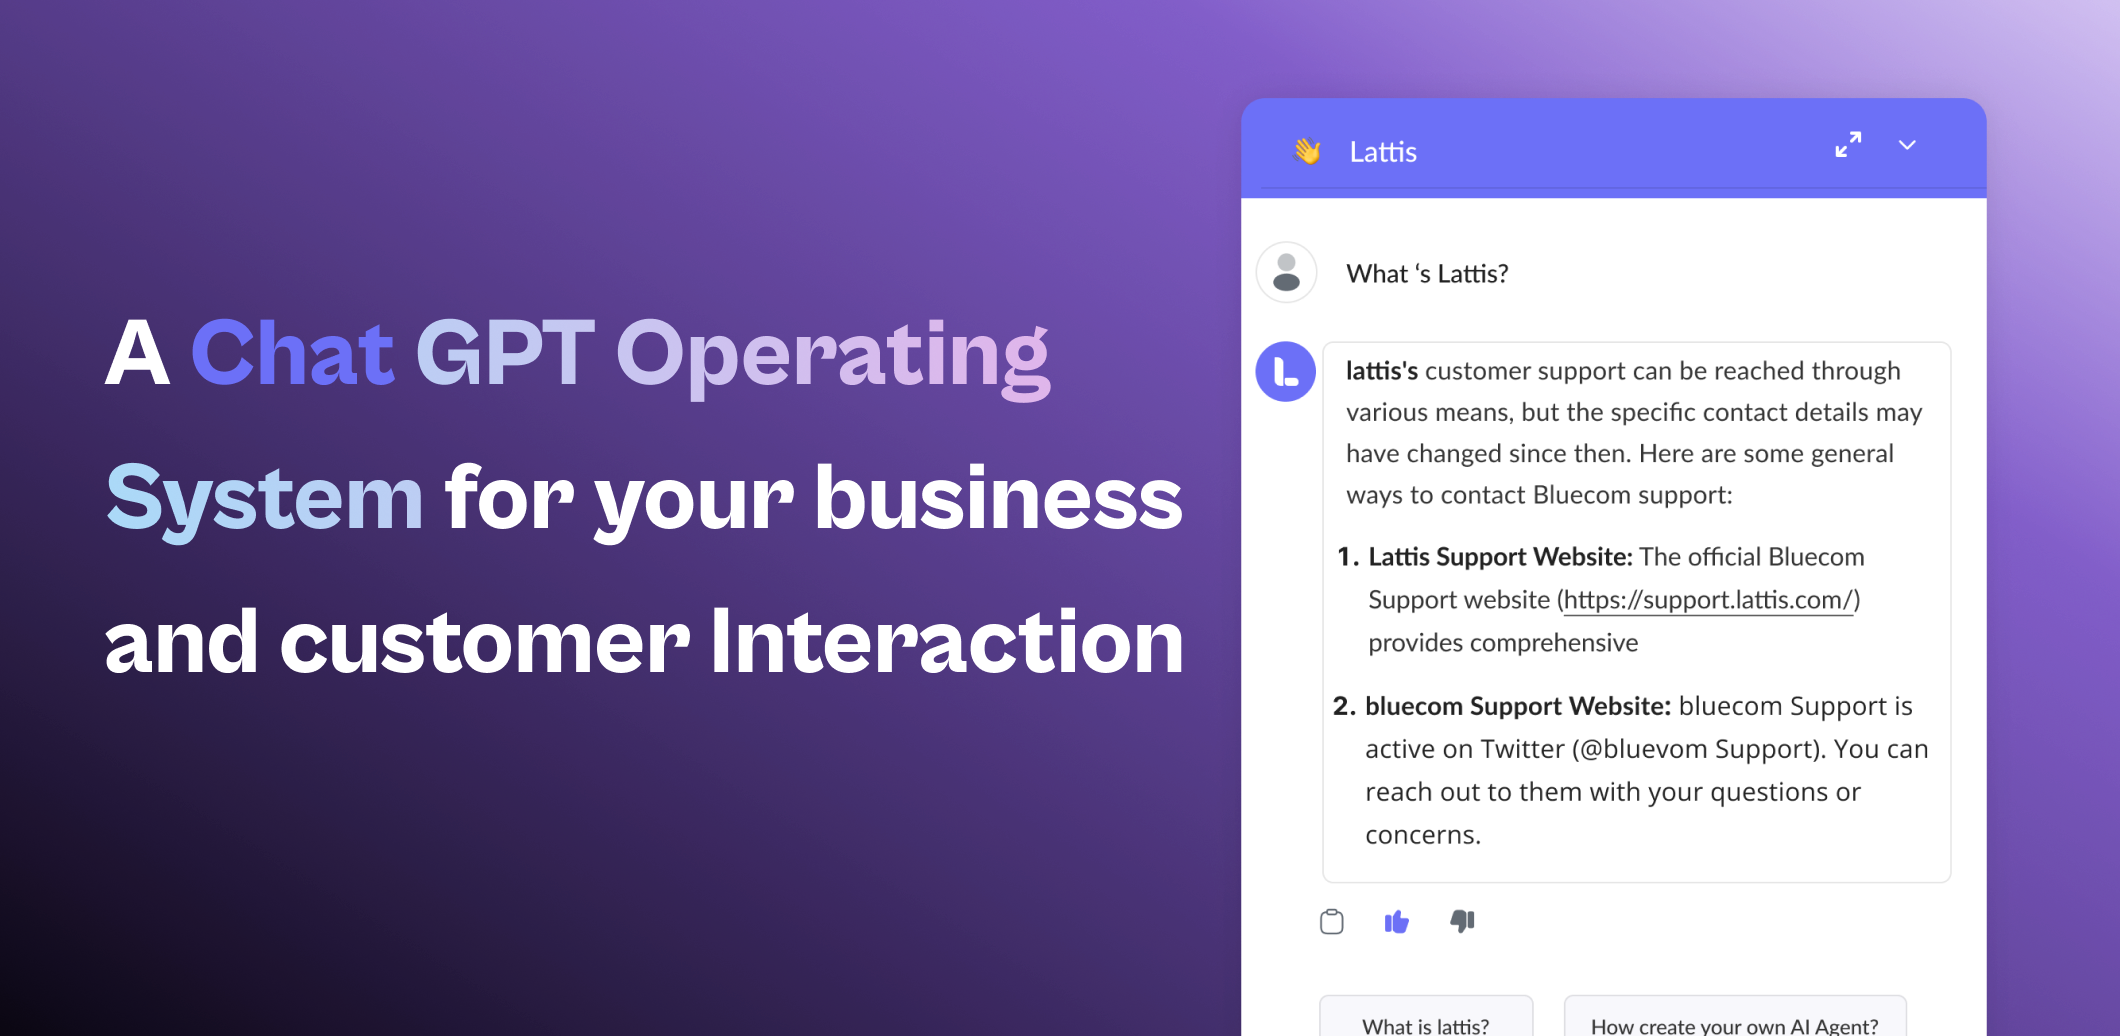 A Chat GPT Operating
System for your business
and customer Interaction
Lattis
What ‘s Lattis?
L
lattis's customer support can be reached through
various means, but the specific contact details may
have changed since then. Here are some general
ways to contact Bluecom support:
1. Lattis Support Website: The official Bluecom
Support website (https://support.lattis.com/)
provides comprehensive
2. bluecom Support Website: bluecom Support is
active on Twitter (@bluevom Support). You can
reach out to them with your questions or
concerns.
What is lattis?
How create your own AI Agent?